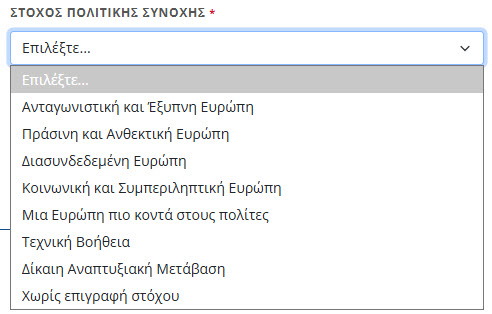 ΣΤΟΧΟΣ ΠΟΛΙΤΙΚΗΣ ΣΥΝΟΧΗΣ *
Επιλέξτε...
Επιλέξτε...
Ανταγωνιστική και Έξυπνη Ευρώπη
Πράσινη και Ανθεκτική Ευρώπη
Διασυνδεδεμένη Ευρώπη
Κοινωνική και Συμπεριληπτική Ευρώπη
Μια Ευρώπη πιο κοντά στους πολίτες
Τεχνική Βοήθεια
Δίκαιη Αναπτυξιακή Μετάβαση
Χωρίς επιγραφή στόχου